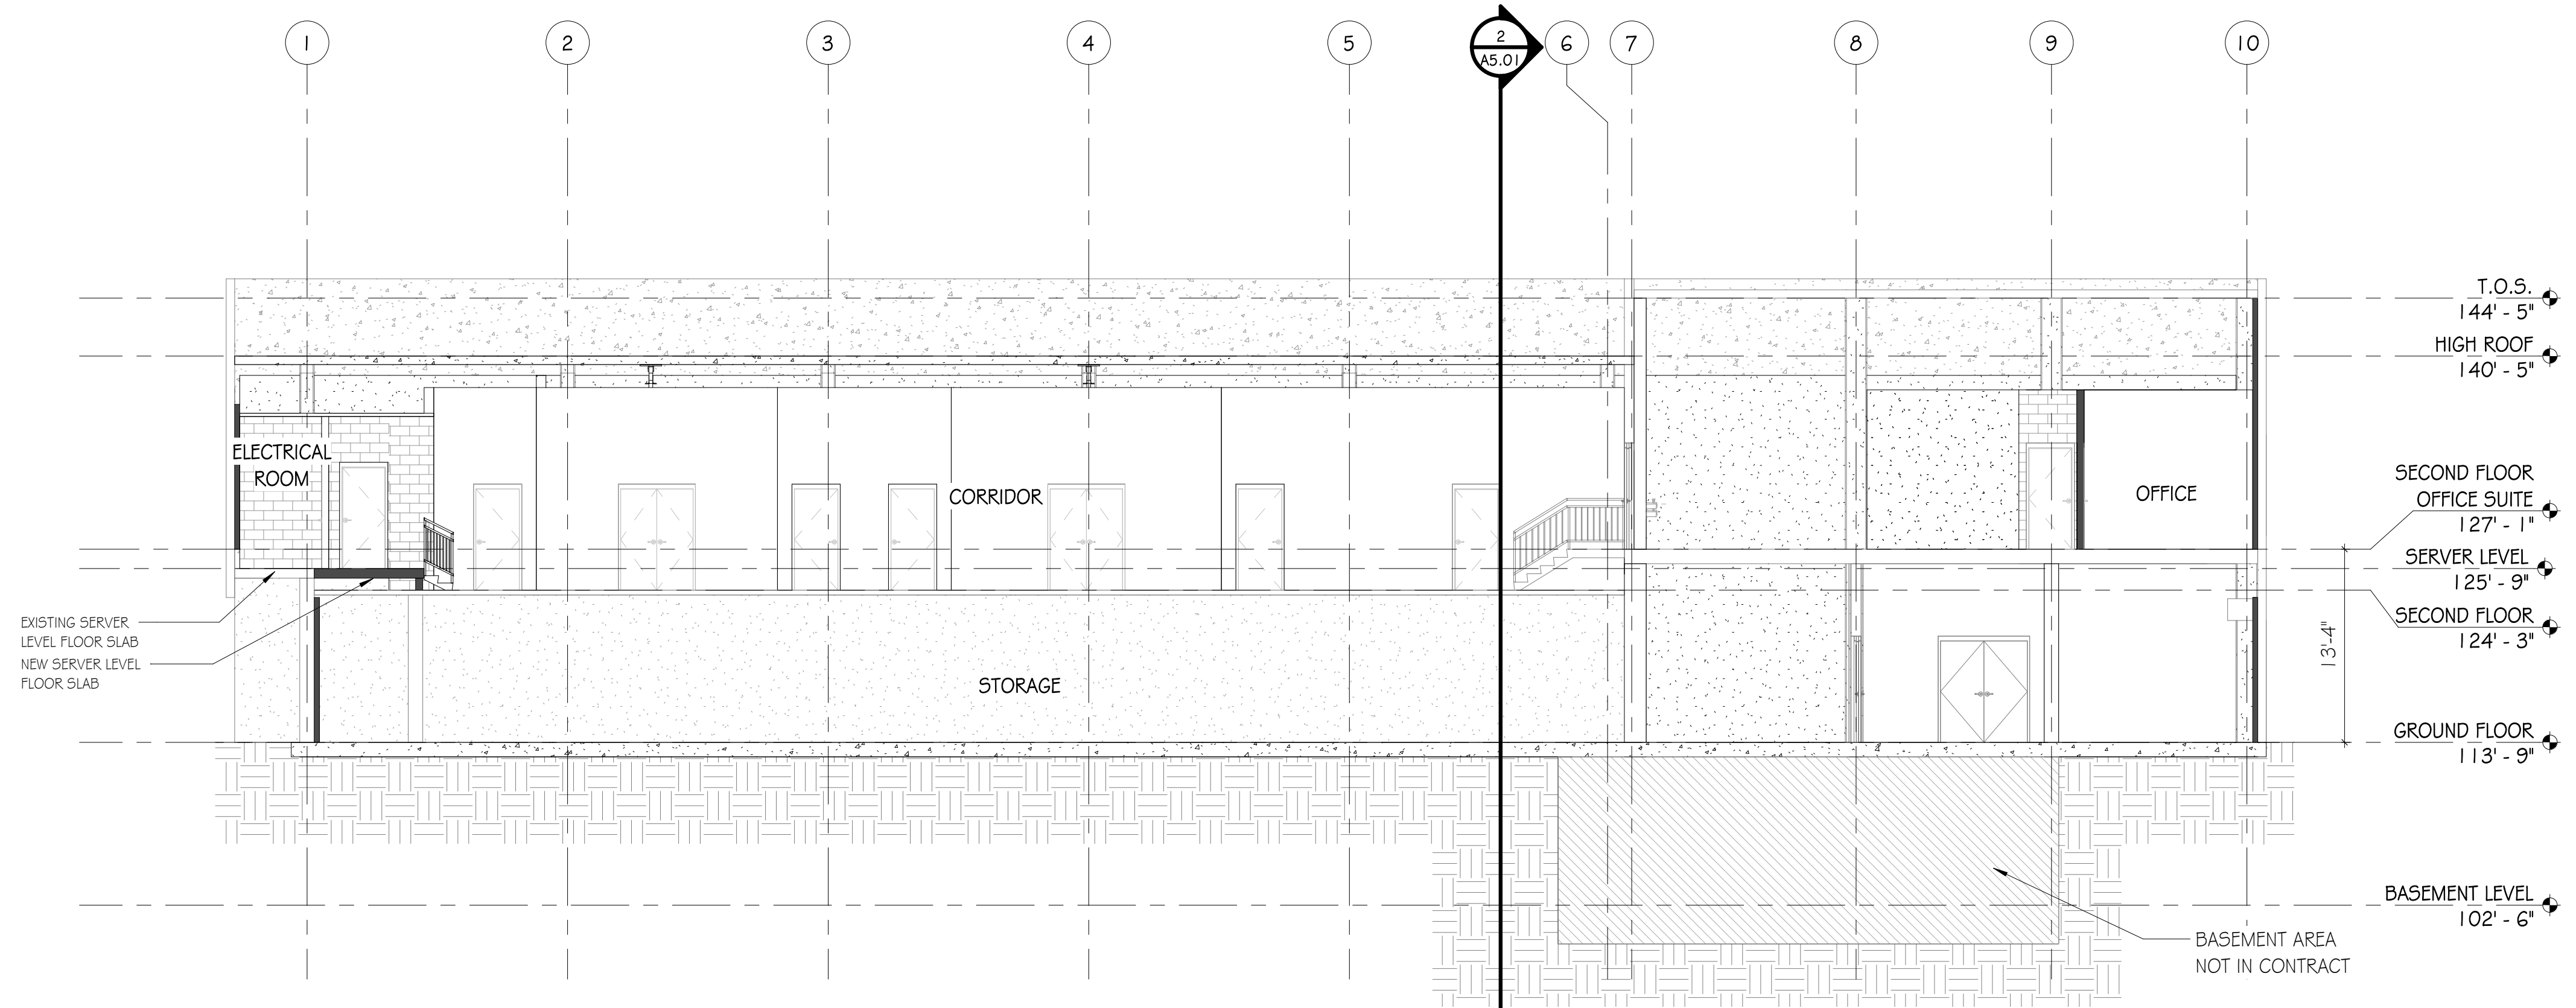 1
2
3
4
5
2
A5.01
6
7
8
9
10
T.O.S.
144' - 5"
HIGH ROOF
140' - 5"
ELECTRICAL
ROOM
CORRIDOR
OFFICE
SECOND FLOOR
OFFICE SUITE
127' - 1"
SERVER LEVEL
125' - 9"
EXISTING SERVER
LEVEL FLOOR SLAB
NEW SERVER LEVEL
FLOOR SLAB
SECOND FLOOR
124' - 3"
13'-4"
STORAGE
GROUND FLOOR
113' - 9"
BASEMENT LEVEL
102' - 6"
BASEMENT AREA
NOT IN CONTRACT